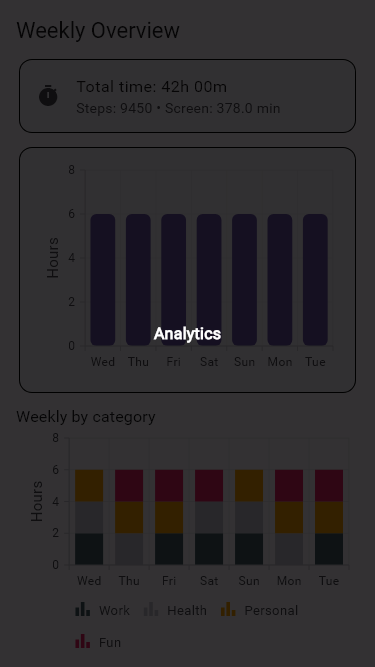 Weekly Overview
Total time: 42h 00m
Steps: 9450 • Screen: 378.0 min
8
6
4
2
0
Hours
Analytics
Wed Thu Fri Sat Sun Mon Tue
Weekly by category
8
6
4
2
0
Hours
Wed Thu Fri Sat Sun Mon Tue
Work Health Personal
Fun